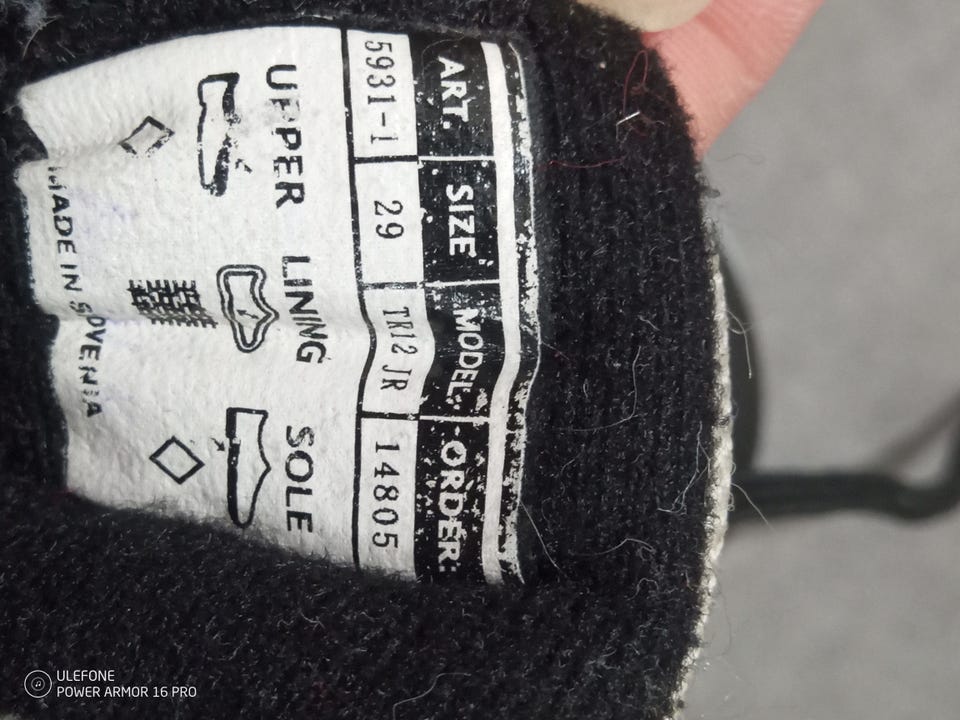 ART. SIZE MODEL: ORDER:
5931-1 29 TR12 JR 14805
UPPER LINING SOLE
MADE IN SLOVENIA
ULEFONE
POWER ARMOR 16 PRO